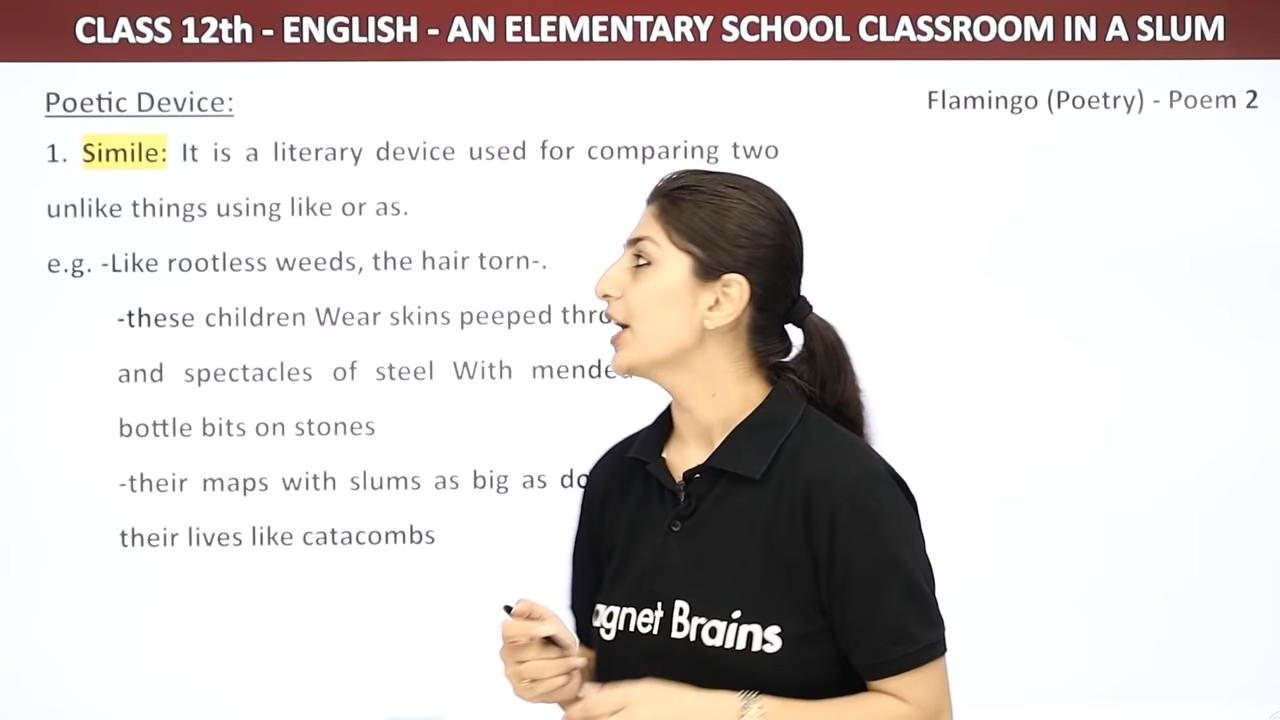 CLASS 12th - ENGLISH - AN ELEMENTARY SCHOOL CLASSROOM IN A SLUM
Poetic Device:
Flamingo (Poetry) - Poem 2
1. Simile: It is a literary device used for comparing two
unlike things using like or as.
e.g. -Like rootless weeds, the hair torn-.
-these children Wear skins peeped
and spectacles of steel With
bottle bits on stones
-their maps with slums as big as
their lives like catacombs
agnet Brains